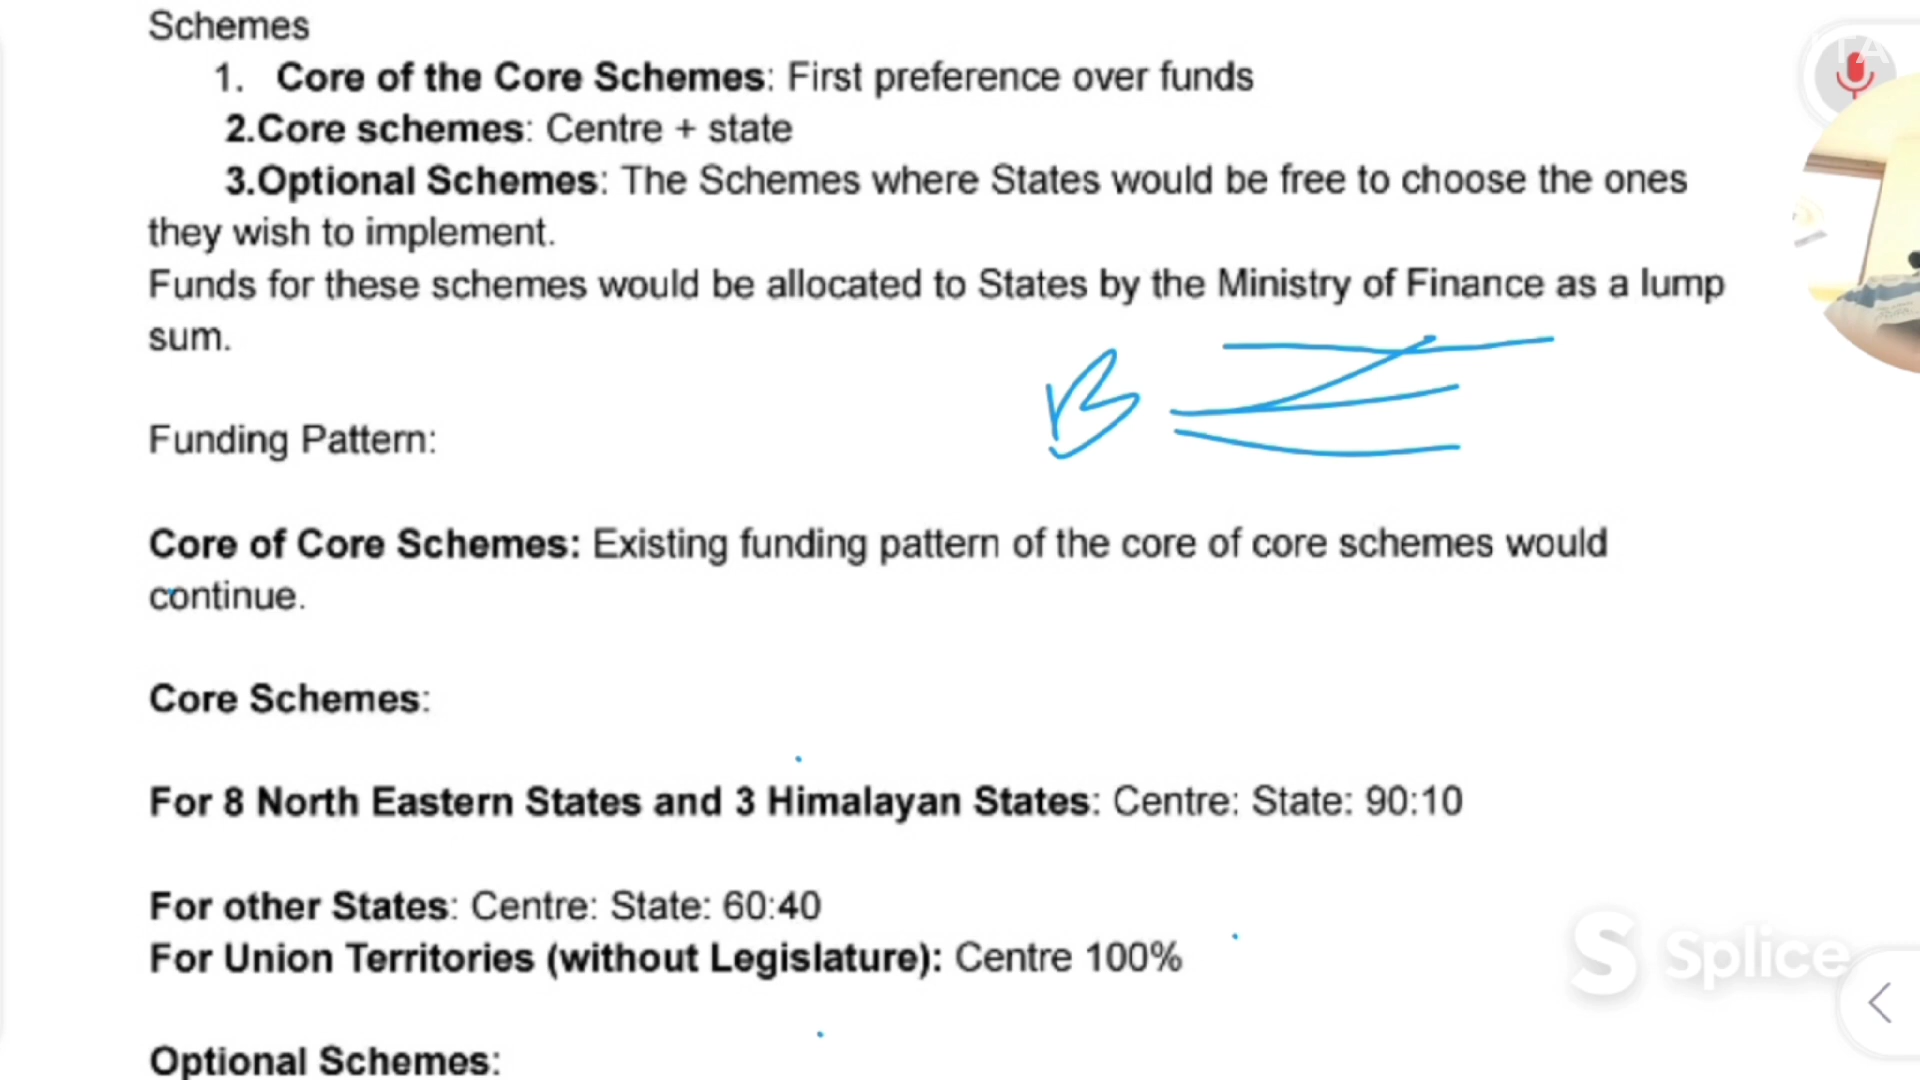 Schemes
1. Core of the Core Schemes: First preference over funds
2.Core schemes: Centre + state
3.Optional Schemes: The Schemes where States would be free to choose the ones
they wish to implement.
Funds for these schemes would be allocated to States by the Ministry of Finance as a lump
sum.
B
Funding Pattern:
Core of Core Schemes: Existing funding pattern of the core of core schemes would
continue.
Core Schemes:
For 8 North Eastern States and 3 Himalayan States: Centre: State: 90:10
For other States: Centre: State: 60:40
For Union Territories (without Legislature): Centre 100%
S Splice
Optional Schemes: